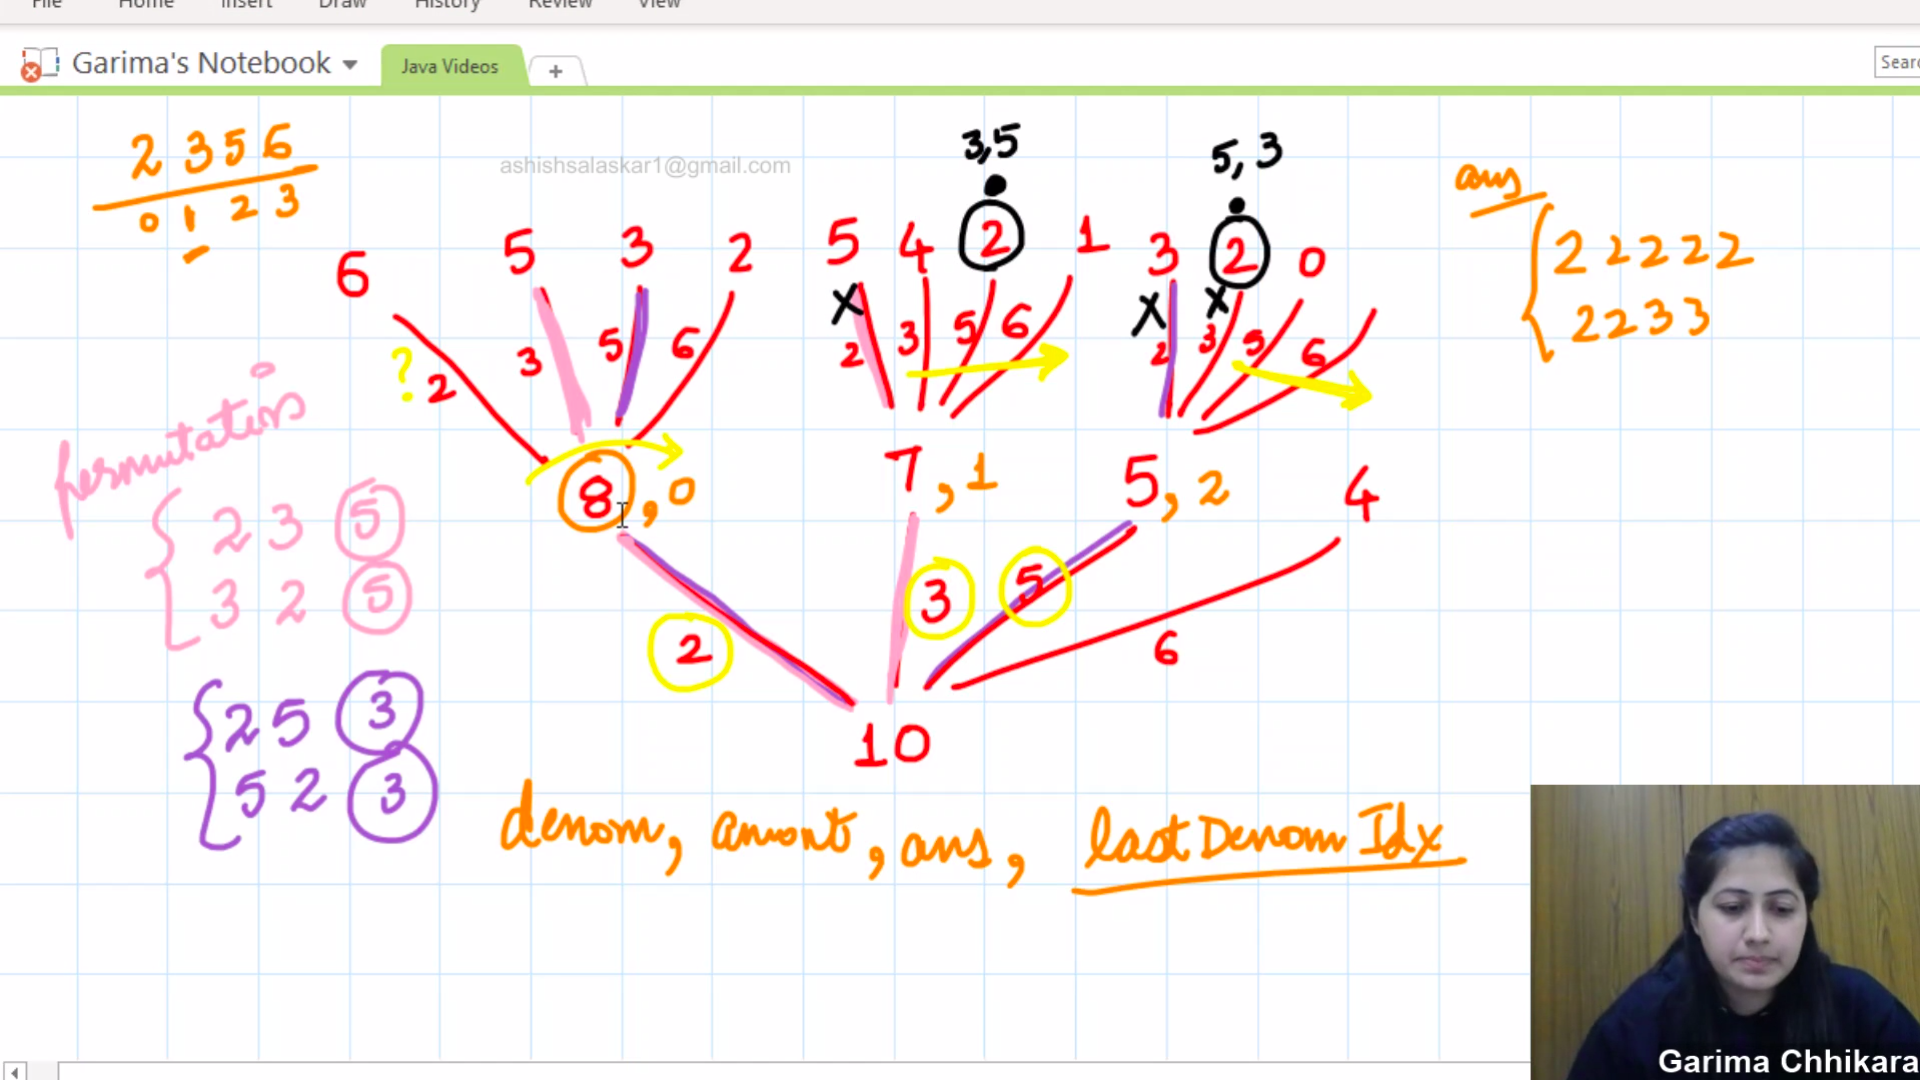 File Home Insert Draw History Review View
Garima's Notebook Java Videos +
Sear
2 3 5 6
0 1 2 3
ashishsalaskar1@gmail.com
3,5
5, 3
ans
6 5 3 2 5 4 2 1 3 2 0
2 2 2 2 2
2 2 3 3
X X X
? 2 3 5 6 2 3 5 6 2 3 5 6
permutation
8, 0 7, 1 5, 2 4
2 3 5
3 2 5
2 3 5 6
2 5 3
5 2 3
10
denom, amont, ans, lastDenomIdx
Garima Chhikara